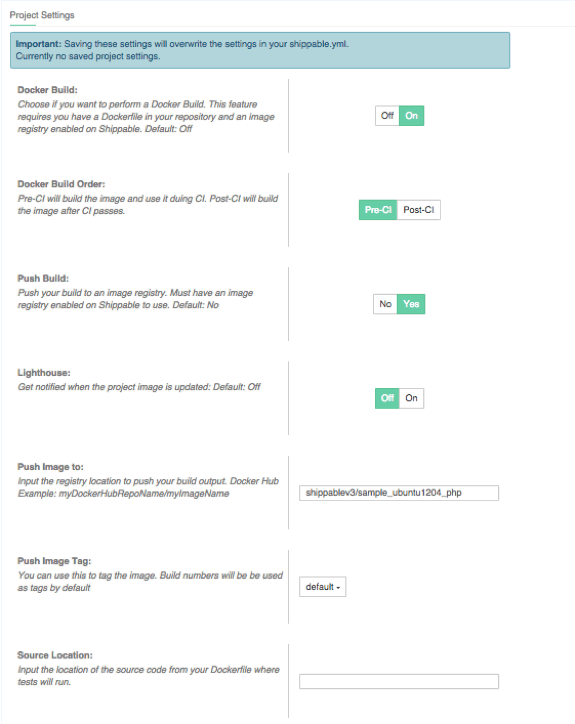 Project Settings
Important: Saving these settings will overwrite the settings in your shippable.yml.
Currently no saved project settings.
Docker Build:
Choose if you want to perform a Docker Build. This feature
requires you have a Dockerfile in your repository and an image
registry enabled on Shippable. Default: Off
Off On
Docker Build Order:
Pre-CI will build the image and use it duing CI. Post-CI will build
the image after CI passes.
Pre-CI Post-CI
Push Build:
Push your build to an image registry. Must have an image
registry enabled on Shippable to use. Default: No
No Yes
Lighthouse:
Get notified when the project image is updated: Default: Off
Off On
Push Image to:
Input the registry location to push your build output. Docker Hub
Example: myDockerHubRepoName/myImageName
shippablev3/sample_ubuntu1204_php
Push Image Tag:
You can use this to tag the image. Build numbers will be be used
as tags by default
default
Source Location:
Input the location of the source code from your Dockerfile where
tests will run.